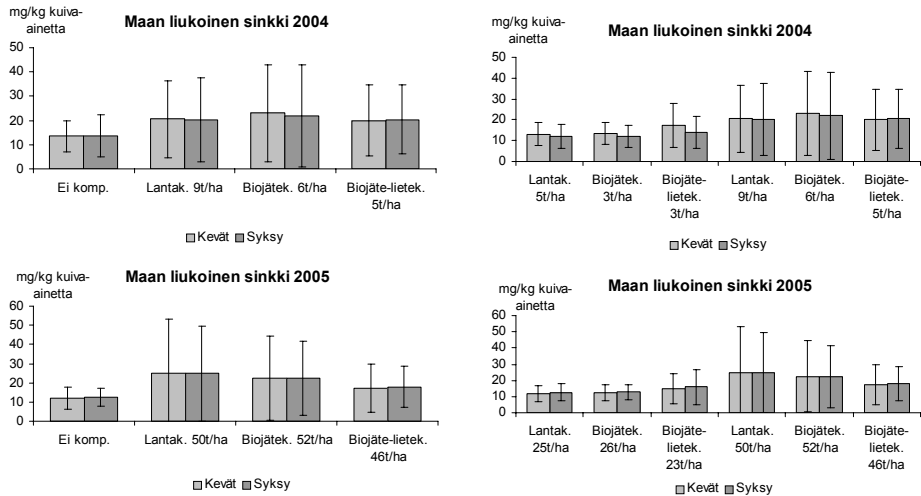 mg/kg kuiva-
ainetta
Maan liukoinen sinkki 2004
50
40
30
20
10
0
Ei komp.
Lantak. 9t/ha
Biojätek. 6t/ha
Biojäte-lietek.
5t/ha
Kevät
Syksy
mg/kg kuiva-
ainetta
Maan liukoinen sinkki 2004
50
40
30
20
10
0
Lantak.
5t/ha
Biojätek.
3t/ha
Biojäte-
lietek.
3t/ha
Lantak.
9t/ha
Biojätek.
6t/ha
Biojäte-
lietek.
5t/ha
Kevät
Syksy
mg/kg kuiva-
ainetta
Maan liukoinen sinkki 2005
60
50
40
30
20
10
0
Ei komp.
Lantak. 50t/ha
Biojätek. 52t/ha
Biojäte-lietek.
46t/ha
Kevät
Syksy
mg/kg kuiva-
ainetta
Maan liukoinen sinkki 2005
60
50
40
30
20
10
0
Lantak.
25t/ha
Biojätek.
26t/ha
Biojäte-
lietek.
23t/ha
Lantak.
50t/ha
Biojätek.
52t/ha
Biojäte-
lietek.
46t/ha
Kevät
Syksy